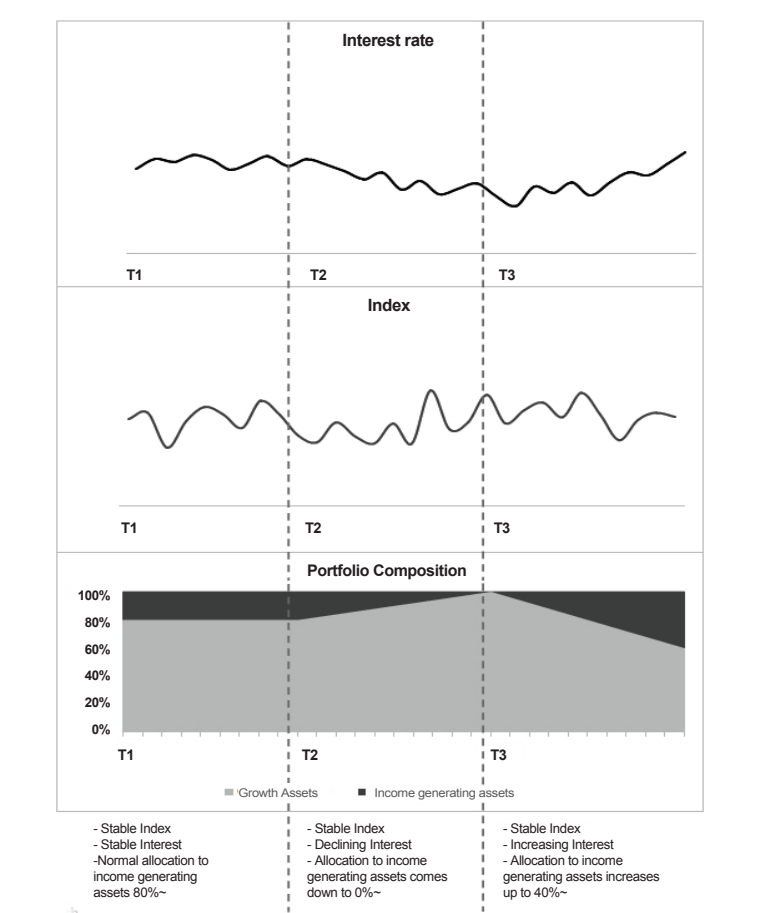 Interest rate
T1 T2 T3
Index
T1 T2 T3
Portfolio Composition
100%
80%
60%
40%
20%
0%
T1 T2 T3
Growth Assets Income generating assets
- Stable Index
- Stable Interest
-Normal allocation to
income generating
assets 80%~
- Stable Index
- Declining Interest
- Allocation to income
generating assets comes
down to 0%~
- Stable Index
- Increasing Interest
- Allocation to income
generating assets increases
up to 40%~